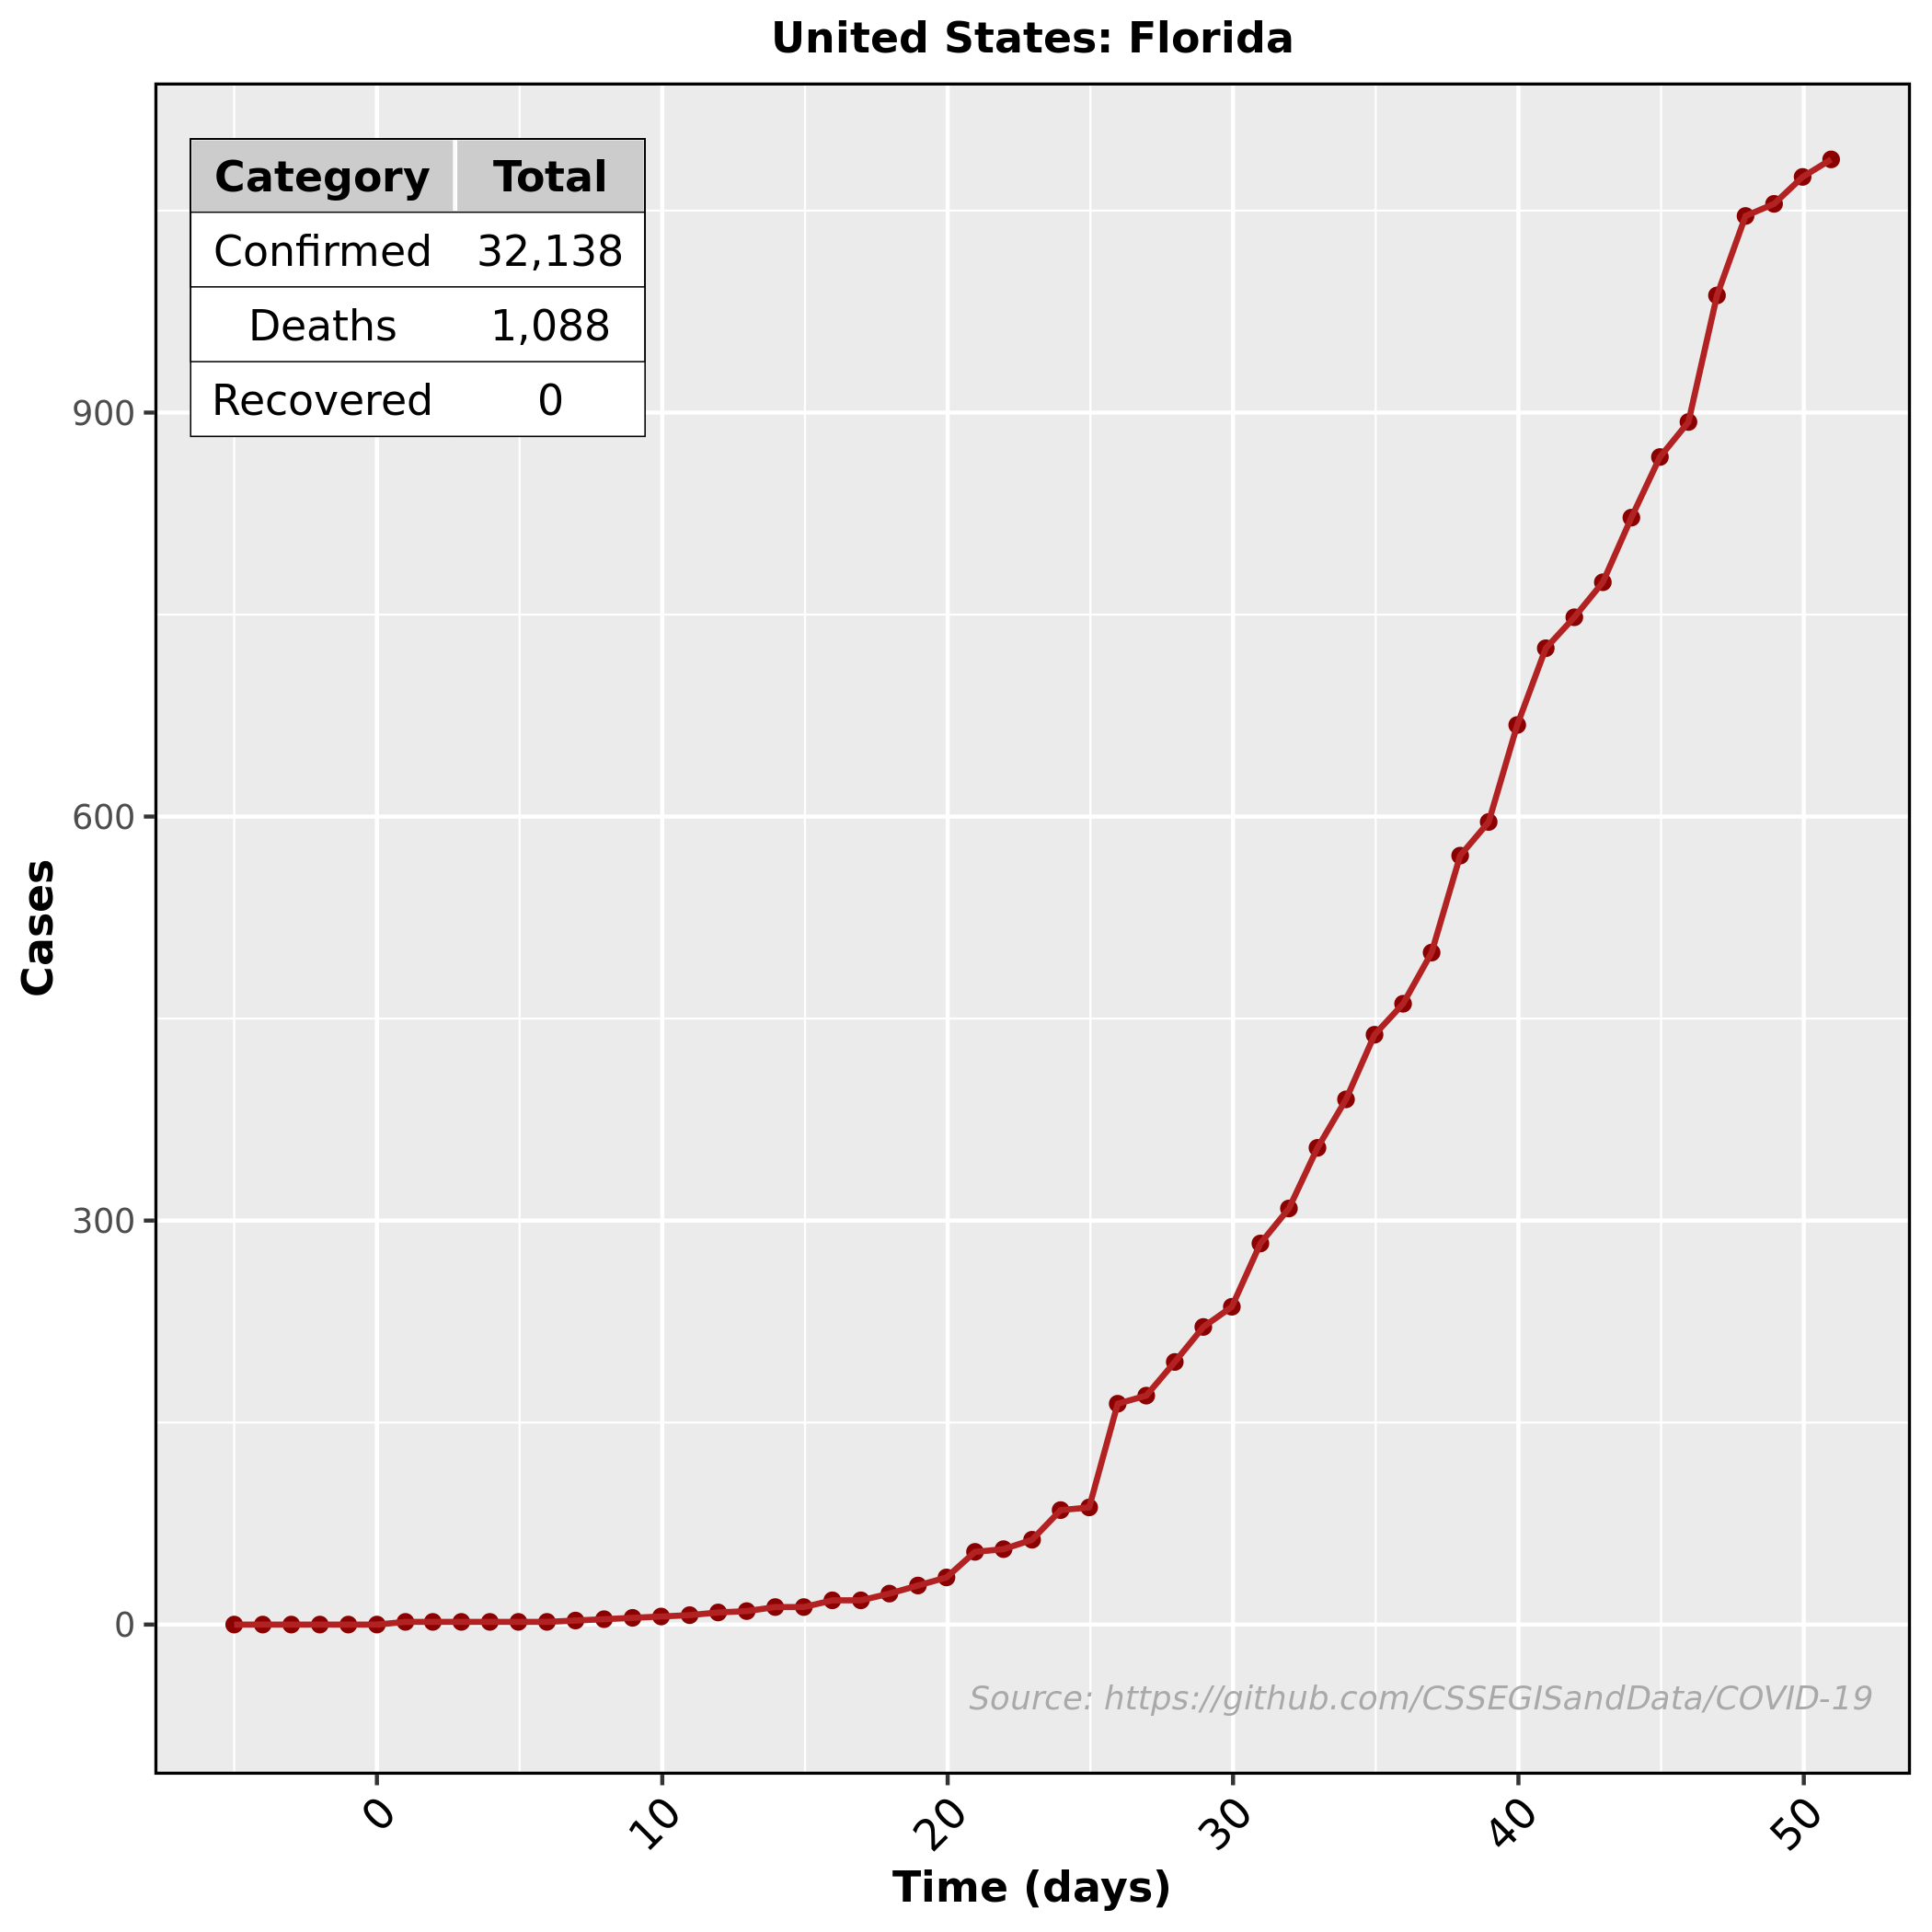 United States: Florida
Category Total
Confirmed 32,138
Deaths 1,088
Recovered 0
900
600
300
0
Cases
Source: https://github.com/CSSEGISandData/COVID-19
0 10 20 30 40 50
Time (days)